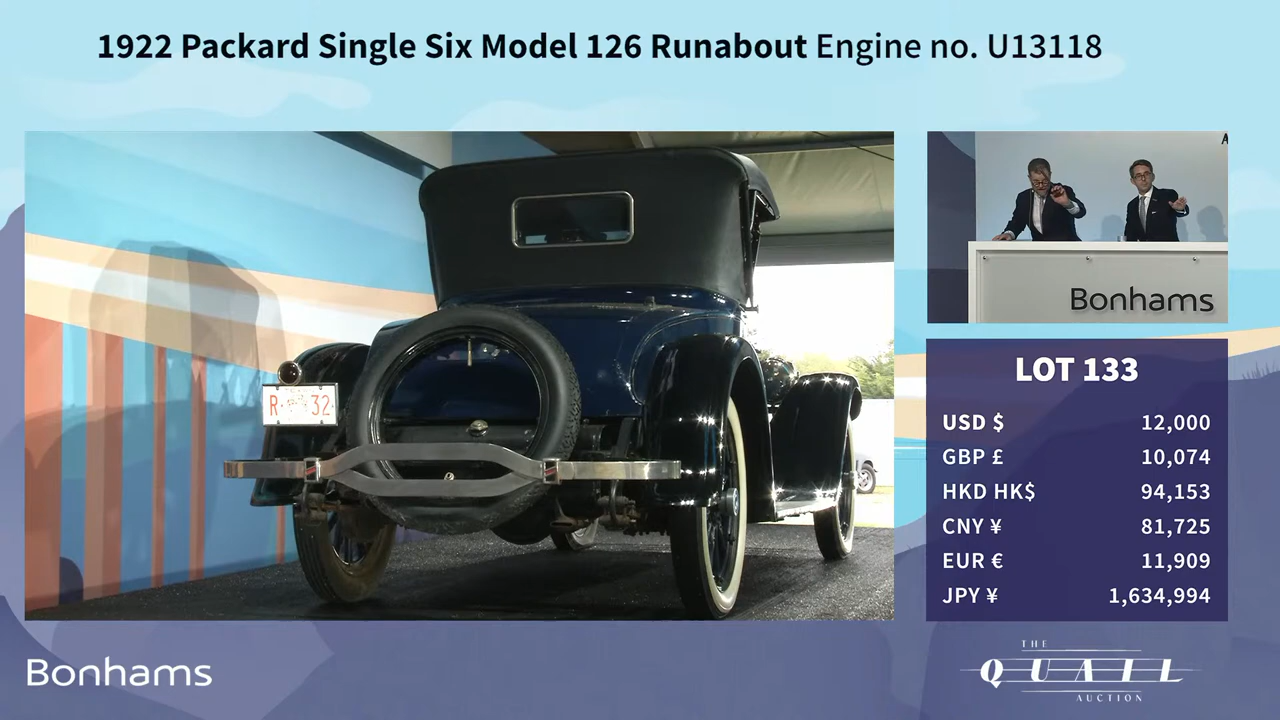 1922 Packard Single Six Model 126 Runabout Engine no. U13118
Bonhams
LOT 133
USD $ 12,000
GBP £ 10,074
HKD HK$ 94,153
CNY ¥ 81,725
EUR € 11,909
JPY ¥ 1,634,994
Bonhams
THE
QUAIL
AUCTION